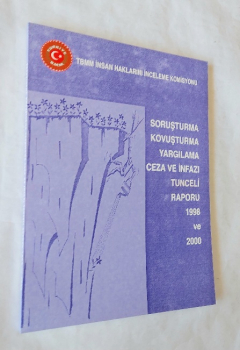 TBMM İNSAN HAKLARINI İNCELEME KOMİSYONU
SORUŞTURMA
KOVUŞTURMA
YARGILAMA
CEZA VE İNFAZI
TUNCELİ
RAPORU
1998
ve
2000